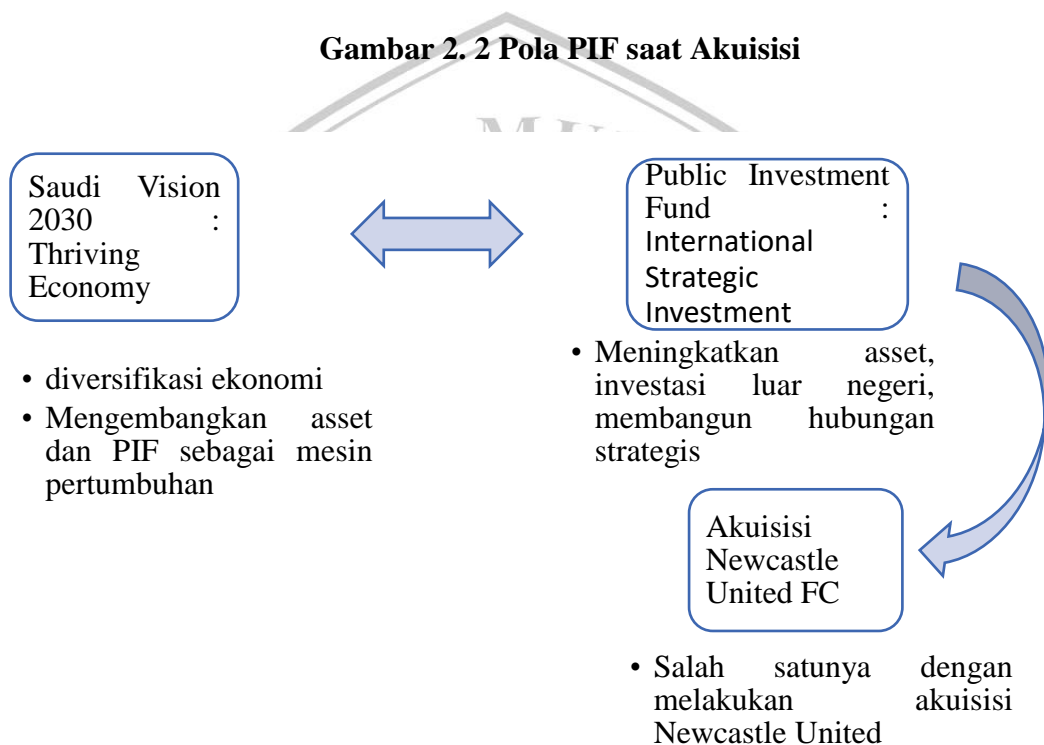 Gambar 2. 2 Pola PIF saat Akuisisi
Saudi Vision
2030 :
Thriving
Economy
• diversifikasi ekonomi
• Mengembangkan asset
dan PIF sebagai mesin
pertumbuhan
Public Investment
Fund :
International
Strategic
Investment
• Meningkatkan asset,
investasi luar negeri,
membangun hubungan
strategis
Akuisisi
Newcastle
United FC
• Salah satunya dengan
melakukan akuisisi
Newcastle United